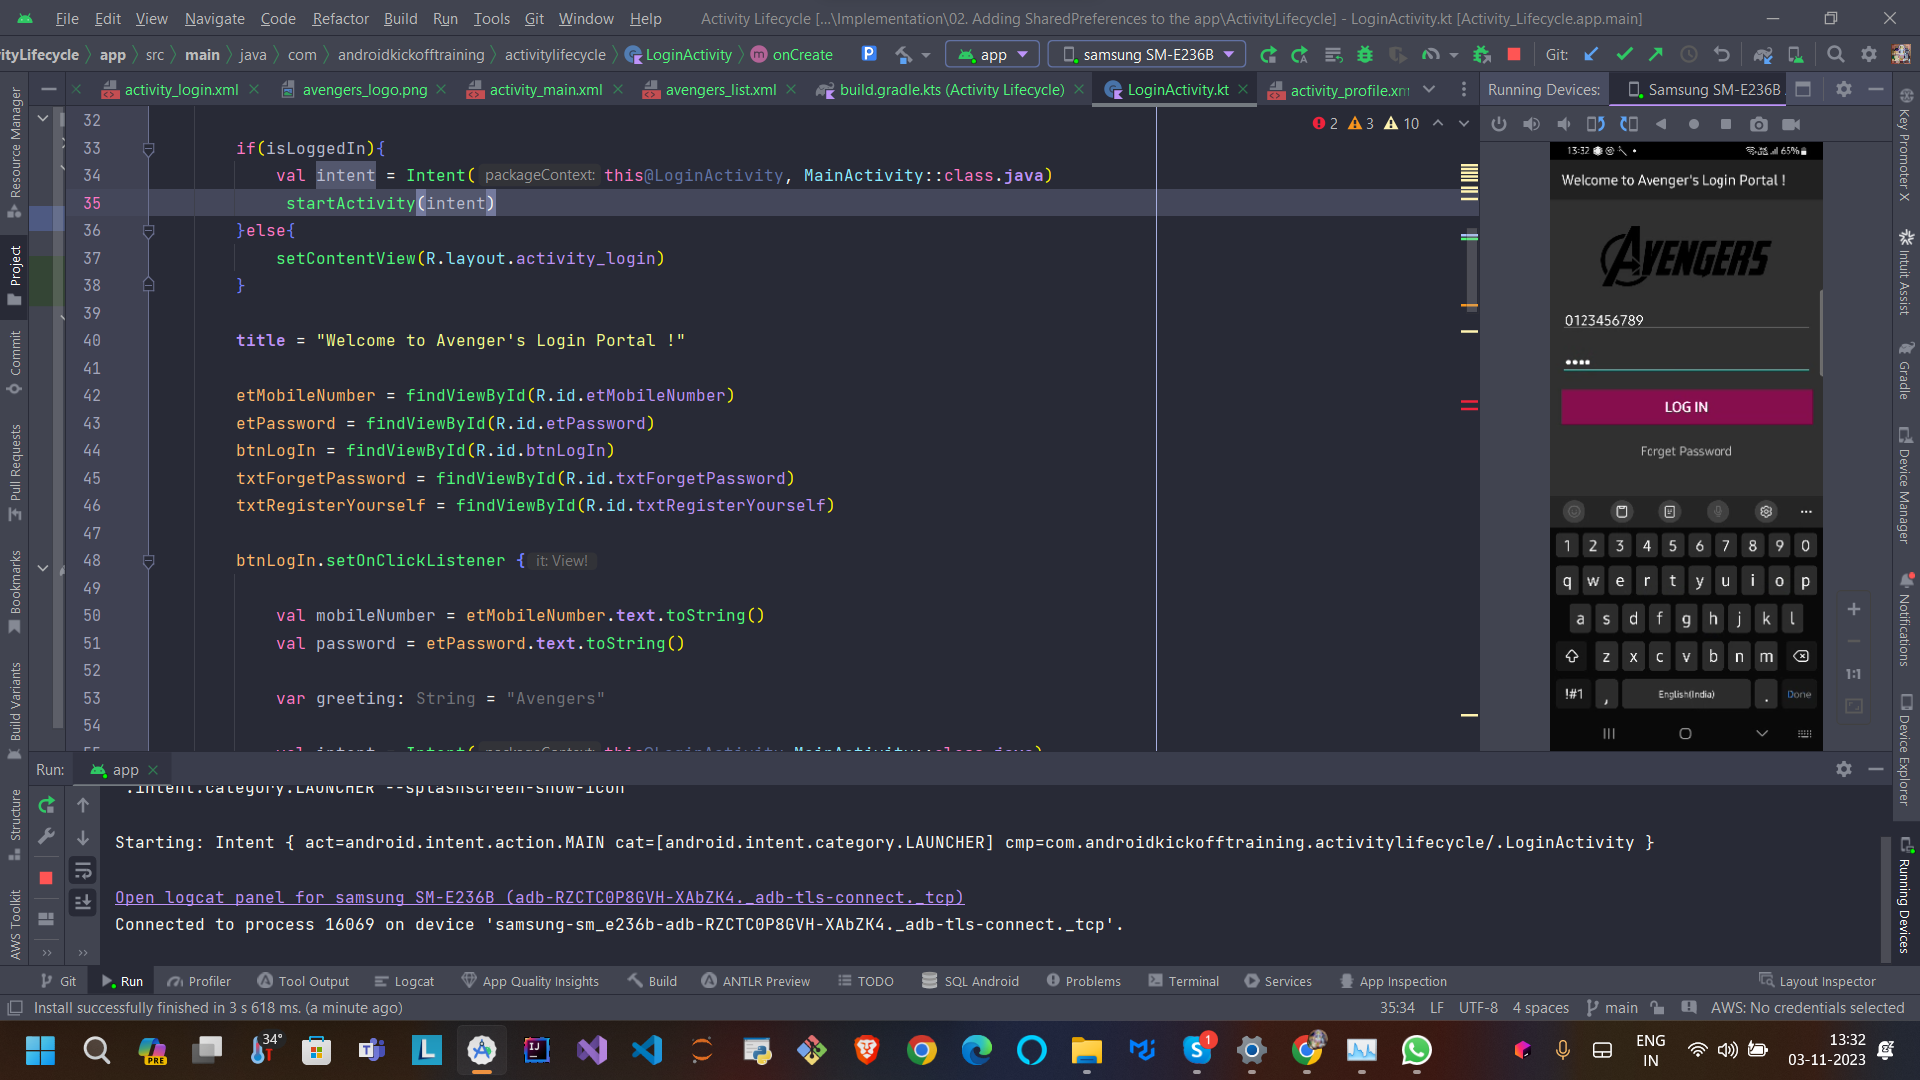 File Edit View Navigate Code Refactor Build Run Tools Git Window Help Activity Lifecycle [...\Implementation\02. Adding SharedPreferences to the app\ActivityLifecycle] - LoginActivity.kt [Activity_Lifecycle.app.main]
ityLifecycle app src main java com androidkickofftraining activitylifecycle LoginActivity onCreate app samsung SM-E236B Git:
activity_login.xml avengers_logo.png activity_main.xml avengers_list.xml build.gradle.kts (Activity Lifecycle) LoginActivity.kt activity_profile.xm
Running Devices: Samsung SM-E236B
2 3 10
32
33 if(isLoggedIn){
34 val intent = Intent( packageContext: this@LoginActivity, MainActivity::class.java)
35 startActivity(intent)
36 }else{
37 setContentView(R.layout.activity_login)
38 }
39
40 title = "Welcome to Avenger's Login Portal !"
41
42 etMobileNumber = findViewById(R.id.etMobileNumber)
43 etPassword = findViewById(R.id.etPassword)
44 btnLogIn = findViewById(R.id.btnLogIn)
45 txtForgetPassword = findViewById(R.id.txtForgetPassword)
46 txtRegisterYourself = findViewById(R.id.txtRegisterYourself)
47
48 btnLogIn.setOnClickListener { it: View!
49
50 val mobileNumber = etMobileNumber.text.toString()
51 val password = etPassword.text.toString()
52
53 var greeting: String = "Avengers"
54
55 val intent = Intent( packageContext: this@LoginActivity, MainActivity::class.java)
Resource Manager
Project
Commit
Pull Requests
Bookmarks
Build Variants
Structure
AWS Toolkit
13:32 65%
Welcome to Avenger's Login Portal !
AVENGERS
0123456789
••••
LOG IN
Forget Password
1 2 3 4 5 6 7 8 9 0
q w e r t y u i o p
a s d f g h j k l
z x c v b n m
!#1 , English(India) . Done
1:1
Key Promoter X
Intuit Assist
Gradle
Device Manager
Notifications
Device Explorer
Running Devices
Run: app
.intent.category.LAUNCHER --splashscreen-show-icon
Starting: Intent { act=android.intent.action.MAIN cat=[android.intent.category.LAUNCHER] cmp=com.androidkickofftraining.activitylifecycle/.LoginActivity }
Open logcat panel for samsung SM-E236B (adb-RZCTC0P8GVH-XAbZK4._adb-tls-connect._tcp)
Connected to process 16069 on device 'samsung-sm_e236b-adb-RZCTC0P8GVH-XAbZK4._adb-tls-connect._tcp'.
Git Run Profiler Tool Output Logcat App Quality Insights Build ANTLR Preview TODO SQL Android Problems Terminal Services App Inspection Layout Inspector
Install successfully finished in 3 s 618 ms. (a minute ago) 35:34 LF UTF-8 4 spaces main AWS: No credentials selected
PRE 34° 1 ENG 13:32
IN 03-11-2023